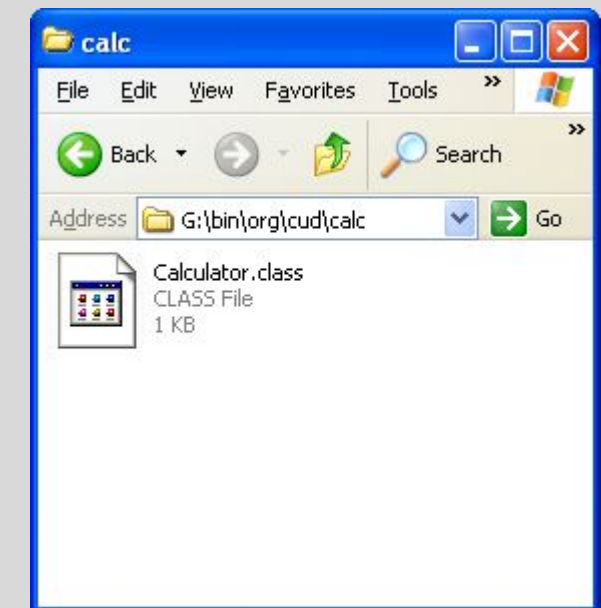 calc
File Edit View Favorites Tools »
Back Search »
Address G:\bin\org\cud\calc Go
Calculator.class
CLASS File
1 KB